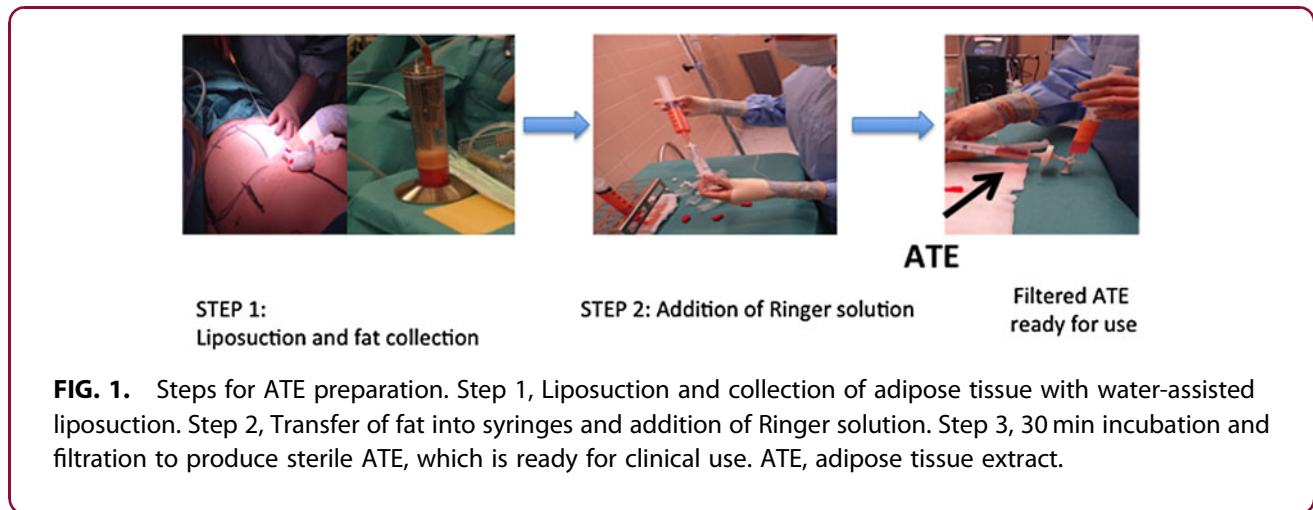 ATE
STEP 1:
Liposuction and fat collection
STEP 2: Addition of Ringer solution
Filtered ATE
ready for use
FIG. 1. Steps for ATE preparation. Step 1, Liposuction and collection of adipose tissue with water-assisted
liposuction. Step 2, Transfer of fat into syringes and addition of Ringer solution. Step 3, 30 min incubation and
filtration to produce sterile ATE, which is ready for clinical use. ATE, adipose tissue extract.